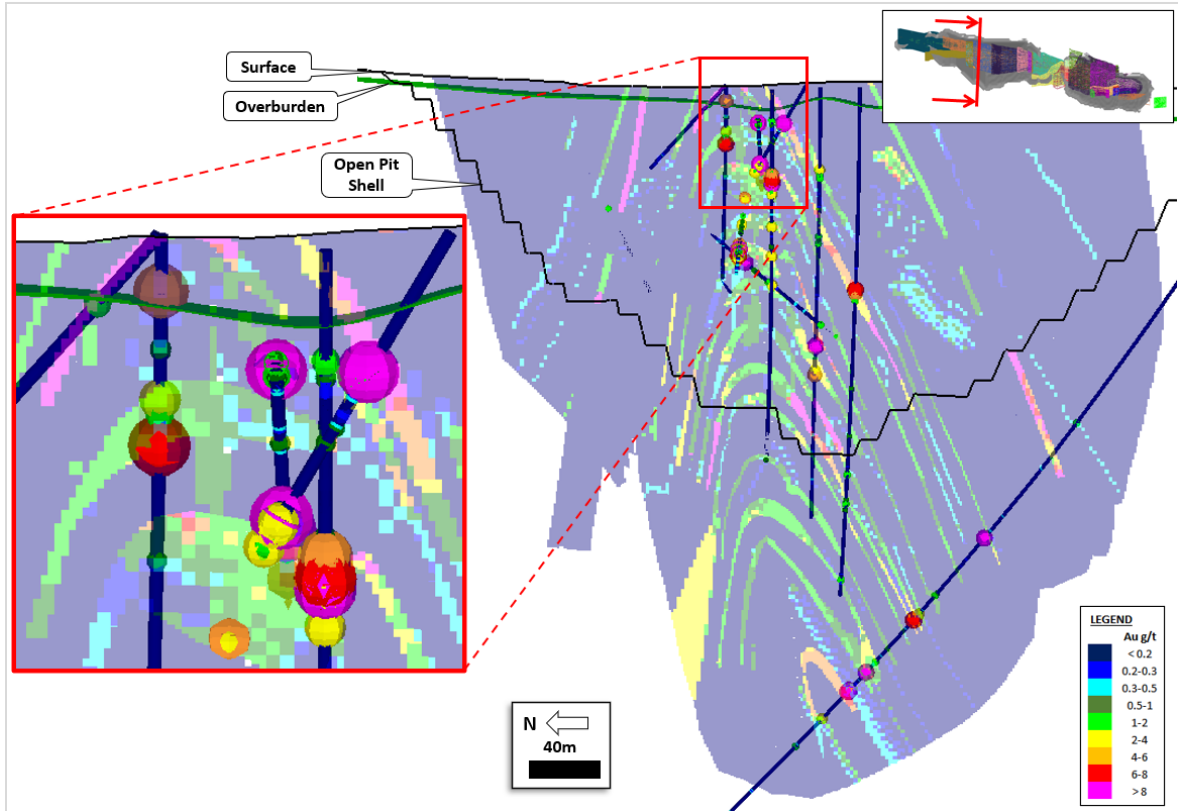 Surface
Overburden
Open Pit
Shell
N
40m
LEGEND
Au g/t
< 0.2
0.2-0.3
0.3-0.5
0.5-1
1-2
2-4
4-6
6-8
> 8